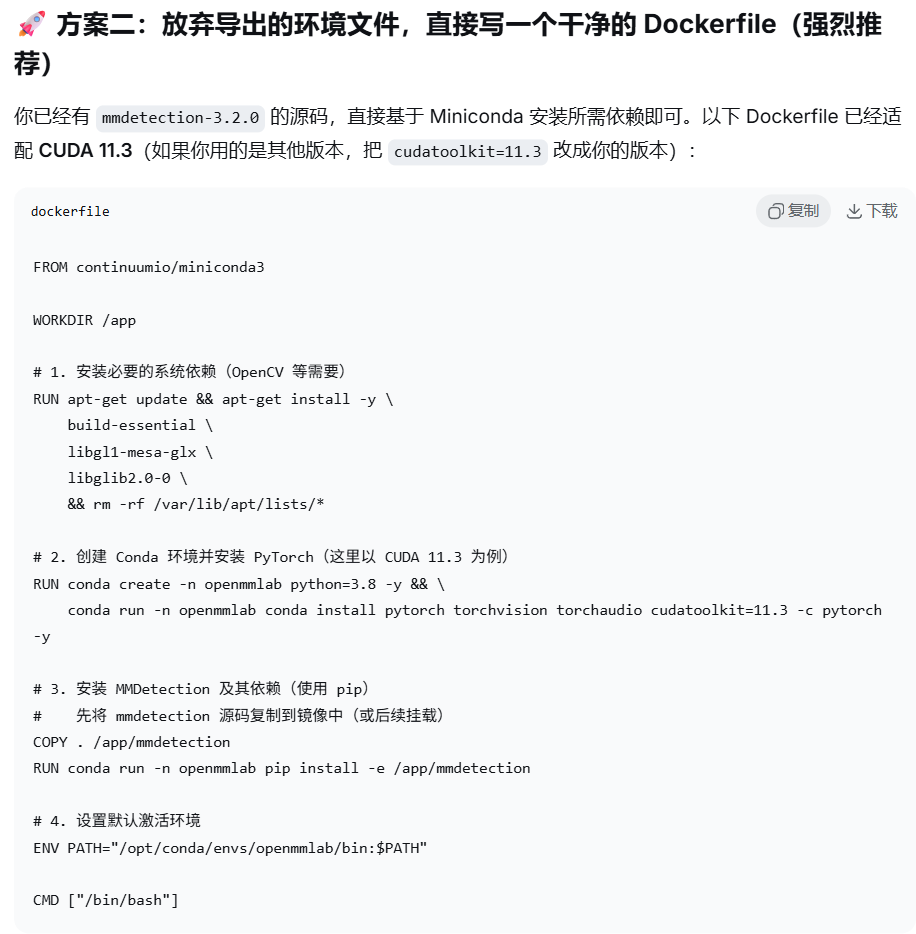 🚀 方案二：放弃导出的环境文件，直接写一个干净的 Dockerfile（强烈推
荐）
你已经有 mmdetection-3.2.0 的源码，直接基于 Miniconda 安装所需依赖即可。以下 Dockerfile 已经适
配 CUDA 11.3（如果你用的是其他版本，把 cudatoolkit=11.3 改成你的版本）：
dockerfile
复制
下载
FROM continuumio/miniconda3
WORKDIR /app
# 1. 安装必要的系统依赖（OpenCV 等需要）
RUN apt-get update && apt-get install -y \
    build-essential \
    libgl1-mesa-glx \
    libglib2.0-0 \
    && rm -rf /var/lib/apt/lists/*
# 2. 创建 Conda 环境并安装 PyTorch（这里以 CUDA 11.3 为例）
RUN conda create -n openmmlab python=3.8 -y && \
    conda run -n openmmlab conda install pytorch torchvision torchaudio cudatoolkit=11.3 -c pytorch
-y
# 3. 安装 MMDetection 及其依赖（使用 pip）
#    先将 mmdetection 源码复制到镜像中（或后续挂载）
COPY . /app/mmdetection
RUN conda run -n openmmlab pip install -e /app/mmdetection
# 4. 设置默认激活环境
ENV PATH="/opt/conda/envs/openmmlab/bin:$PATH"
CMD ["/bin/bash"]